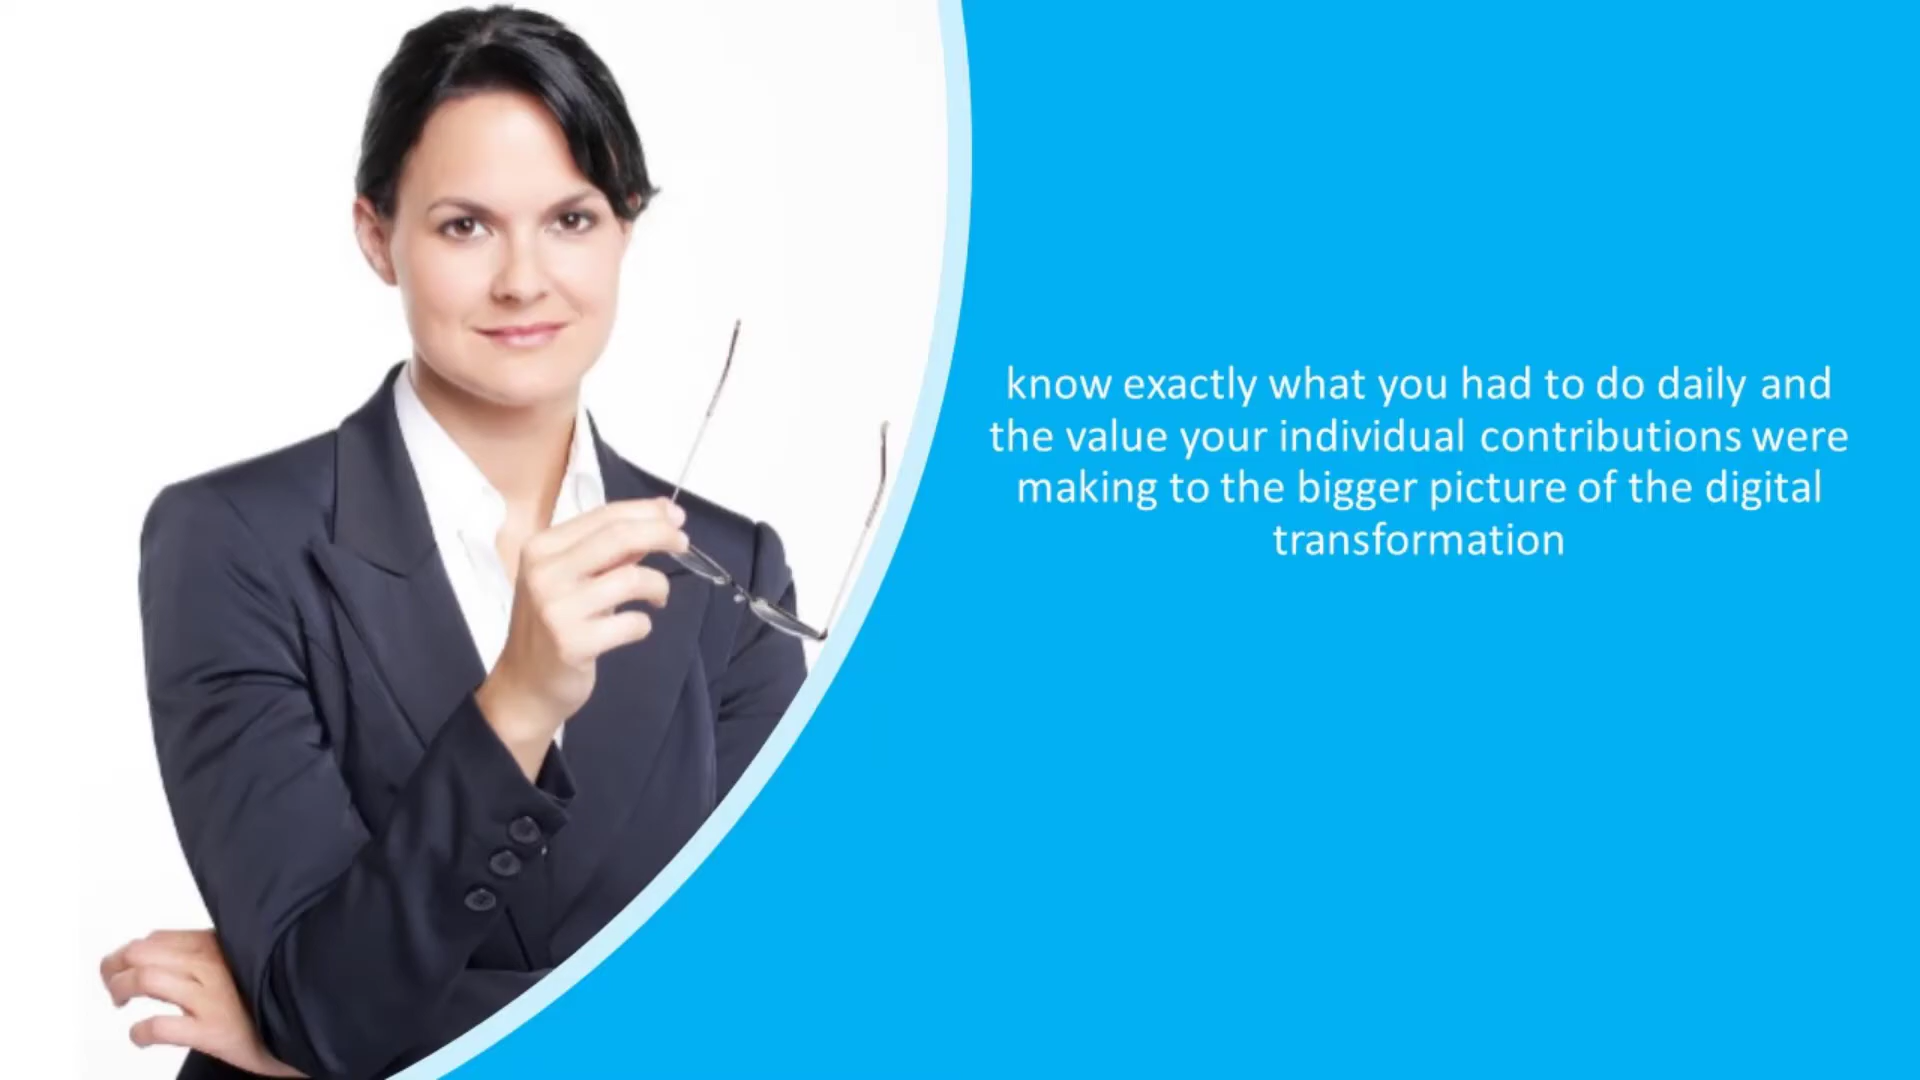 know exactly what you had to do daily and
the value your individual contributions were
making to the bigger picture of the digital
transformation